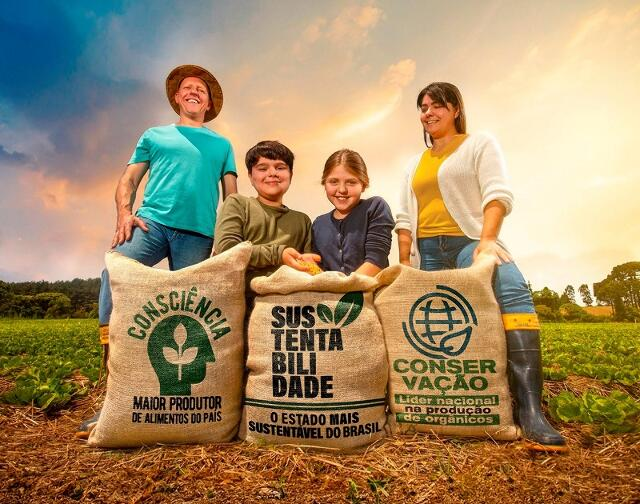 CONSCIÊNCIA
MAIOR PRODUTOR
DE ALIMENTOS DO PAÍS
SUS
TENTA
BILI
DADE
O ESTADO MAIS
SUSTENTÁVEL DO BRASIL
CONSER
VAÇÃO
Líder nacional
na produção
de orgânicos